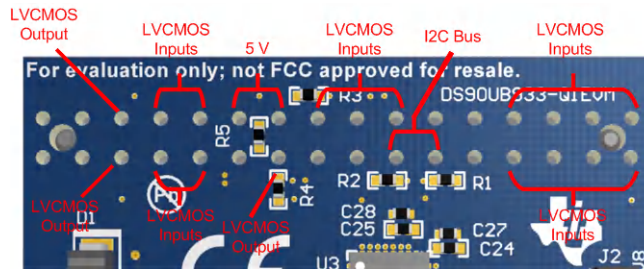 LVCMOS
Output
LVCMOS
Inputs
5 V
LVCMOS
Inputs
I2C Bus
LVCMOS
Inputs
For evaluation only; not FCC approved for resale.
R3
DS90UB933-Q1EVM
R5
R4
R2
R1
LVCMOS
Output
Pb
LVCMOS
Inputs
LVCMOS
Output
LVCMOS
Inputs
D1
C28
C25
C27
C24
CE
U3
J2